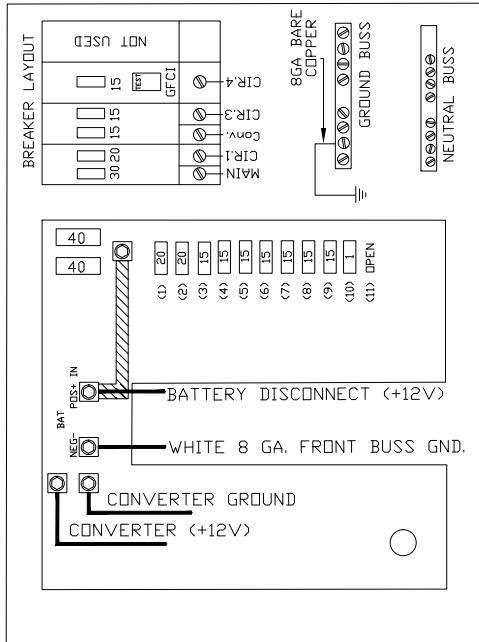 BREAKER LAYOUT
NOT USED
15
TEST
GFCI
CIR.4
15
CIR.3
15
Conv.
20
CIR.1
30
MAIN
8GA BARE
COPPER
GROUND BUSS
NEUTRAL BUSS
40
40
20
20
15
15
15
15
15
15
15
1
OPEN
(1)
(2)
(3)
(4)
(5)
(6)
(7)
(8)
(9)
(10)
(11)
BAT
POS+ IN
BATTERY DISCONNECT (+12V)
NEG-
WHITE 8 GA. FRONT BUSS GND.
CONVERTER GROUND
CONVERTER (+12V)